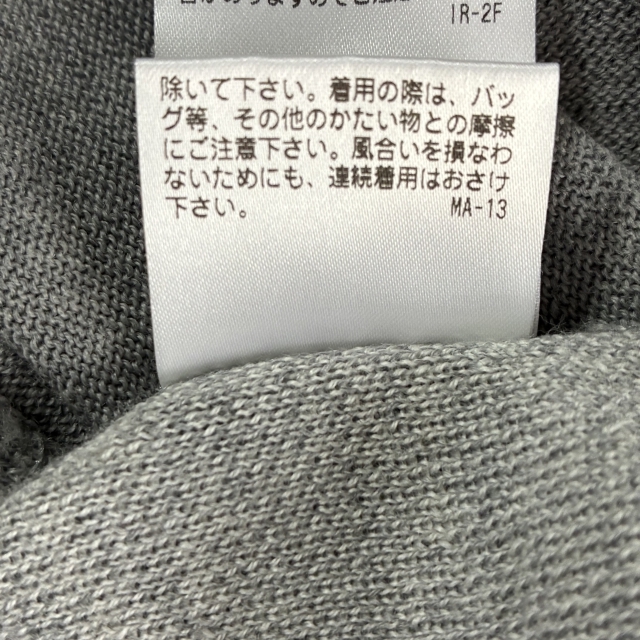 IR-2F
除いて下さい。着用の際は、バッ
グ等、その他のかたい物との摩擦
にご注意下さい。風合いを損なわ
ないためにも、連続着用はおさけ
下さい。 MA-13